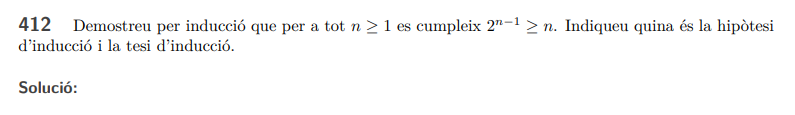 412 Demostreu per inducció que per a tot n ≥ 1 es cumpleix 2^{n−1} ≥ n. Indiqueu quina és la hipòtesi
d'inducció i la tesi d'inducció.
Solució: